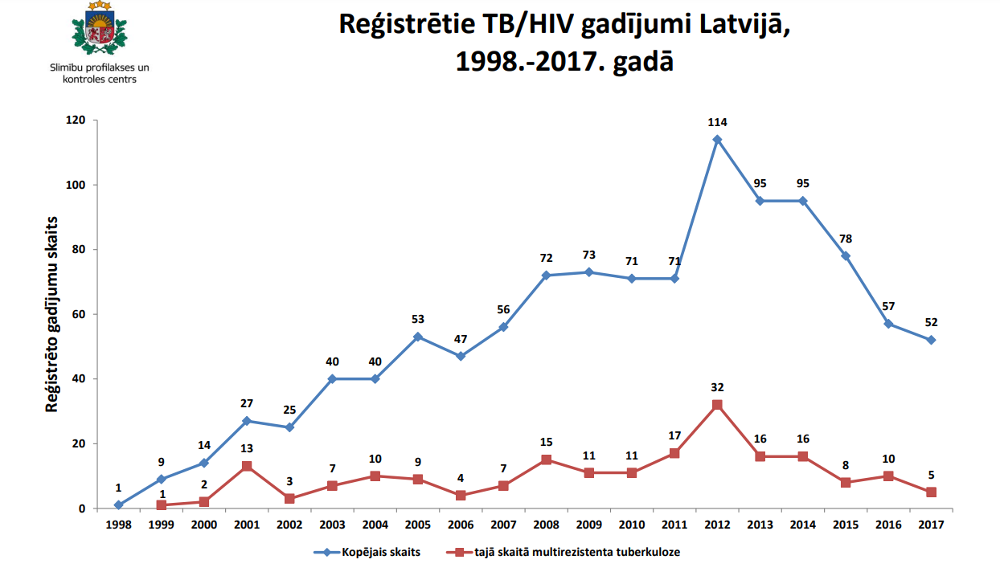 Slimību profilakses un
kontroles centrs
Reģistrētie TB/HIV gadījumi Latvijā,
1998.-2017. gadā
Reģistrēto gadījumu skaits
120
100
80
60
40
20
0
1 9 14 27 25 40 40 53 47 56 72 73 71 71 114 95 95 78 57 52
1 2 13 3 7 10 9 4 7 15 11 11 17 32 16 16 8 10 5
1998 1999 2000 2001 2002 2003 2004 2005 2006 2007 2008 2009 2010 2011 2012 2013 2014 2015 2016 2017
Kopējais skaits tajā skaitā multirezistenta tuberkuloze